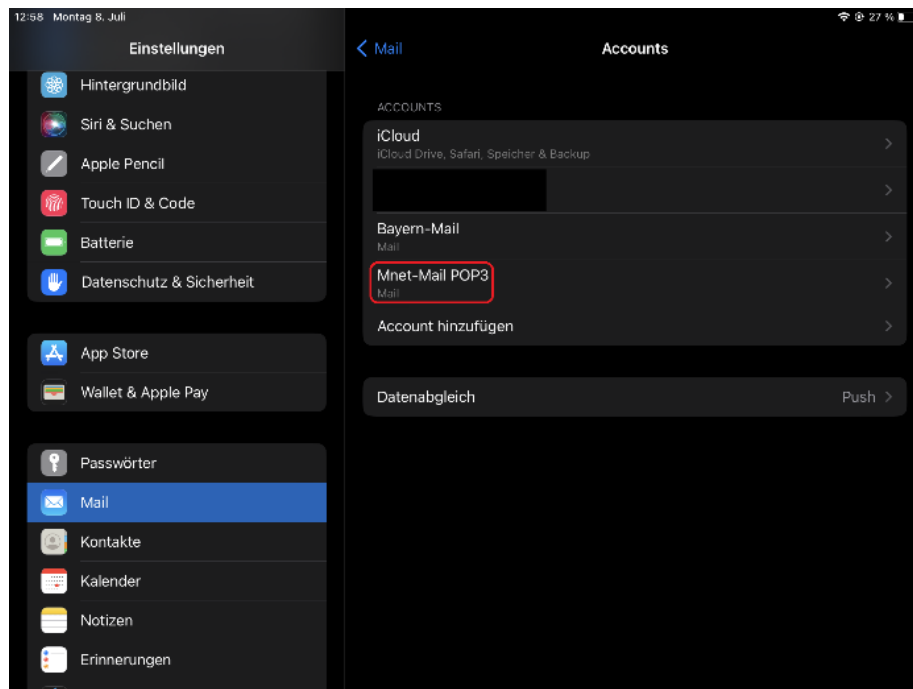 12:58 Montag 8. Juli
27 %
Einstellungen
Hintergrundbild
Siri & Suchen
Apple Pencil
Touch ID & Code
Batterie
Datenschutz & Sicherheit
App Store
Wallet & Apple Pay
Passwörter
Mail
Kontakte
Kalender
Notizen
Erinnerungen
Mail
Accounts
ACCOUNTS
iCloud
iCloud Drive, Safari, Speicher & Backup
Bayern-Mail
Mail
Mnet-Mail POP3
Mail
Account hinzufügen
Datenabgleich
Push